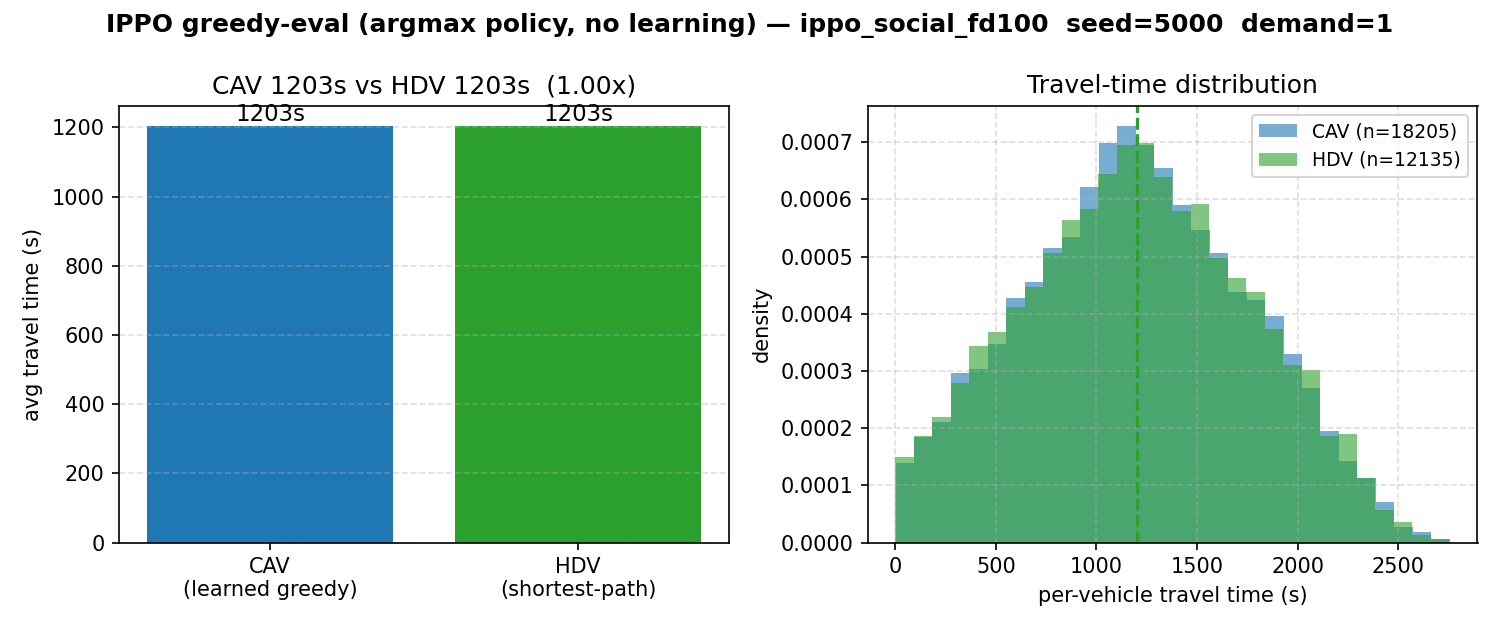 IPPO greedy-eval (argmax policy, no learning) — ippo_social_fd100  seed=5000  demand=1
CAV 1203s vs HDV 1203s  (1.00x)
1203s
1203s
avg travel time (s)
1200
1000
800
600
400
200
0
CAV
(learned greedy)
HDV
(shortest-path)
Travel-time distribution
CAV (n=18205)
HDV (n=12135)
density
0.0007
0.0006
0.0005
0.0004
0.0003
0.0002
0.0001
0.0000
0
500
1000
1500
2000
2500
per-vehicle travel time (s)